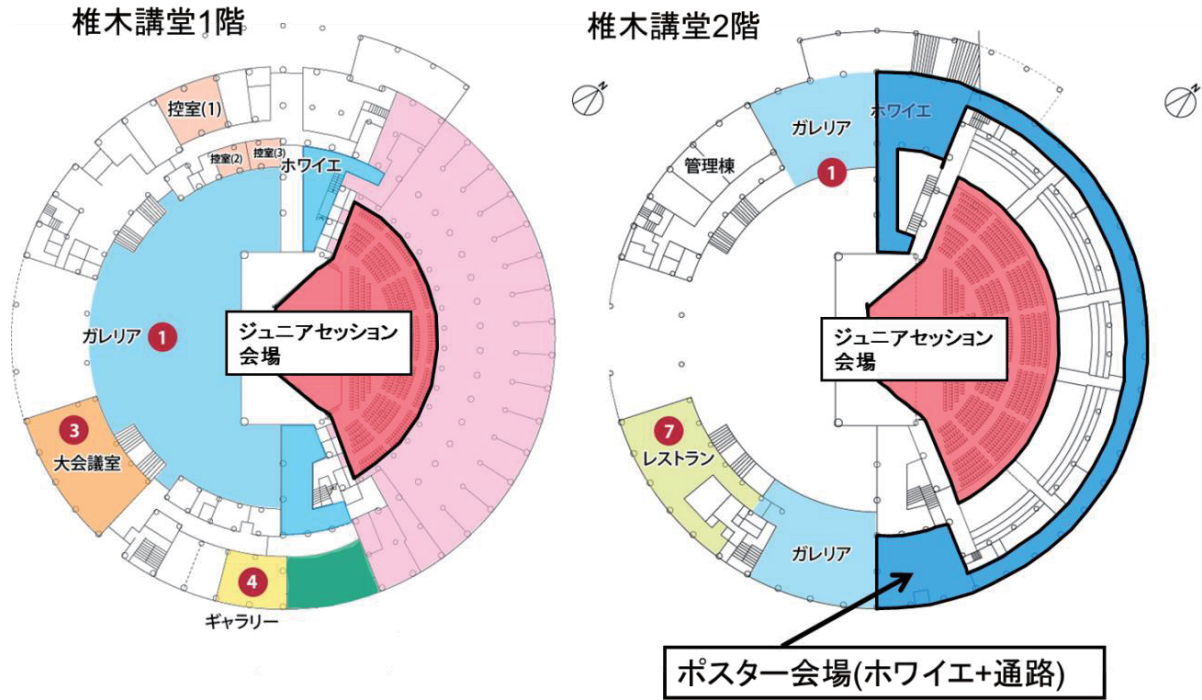 椎木講堂1階
控室(1)
控室(2)
控室(3)
ホワイエ
ガレリア
1
ジュニアセッション
会場
3
大会議室
4
ギャラリー
椎木講堂2階
ガレリア
ホワイエ
1
管理棟
ジュニアセッション
会場
7
レストラン
ガレリア
ポスター会場(ホワイエ+通路)